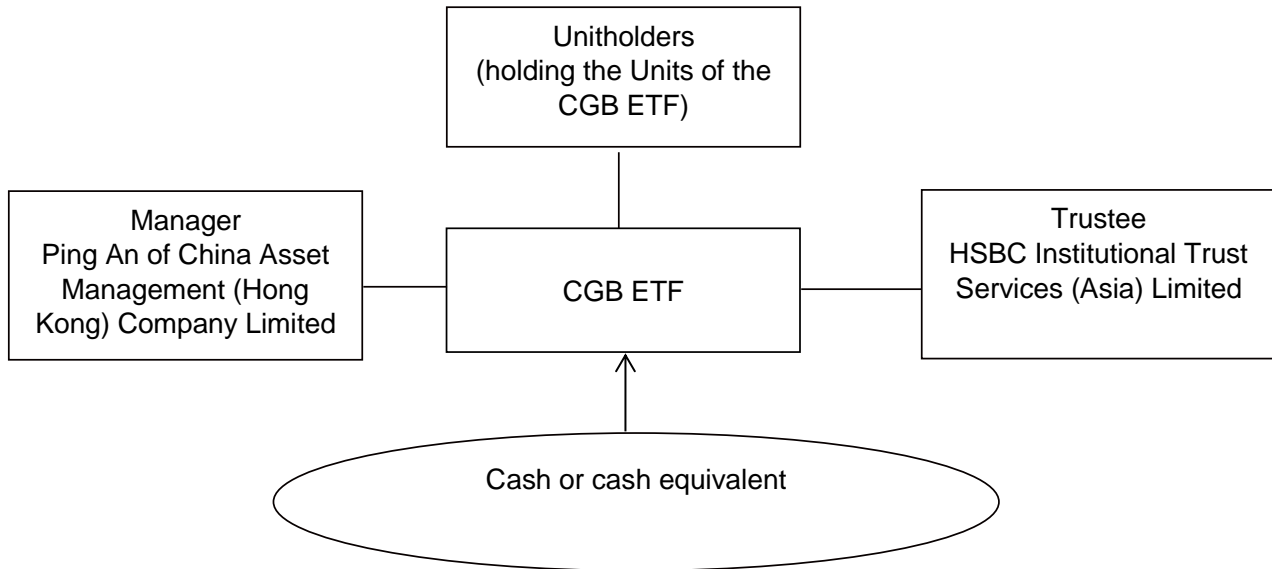 Unitholders
(holding the Units of the
CGB ETF)
Manager
Ping An of China Asset
Management (Hong
Kong) Company Limited
CGB ETF
Trustee
HSBC Institutional Trust
Services (Asia) Limited
Cash or cash equivalent